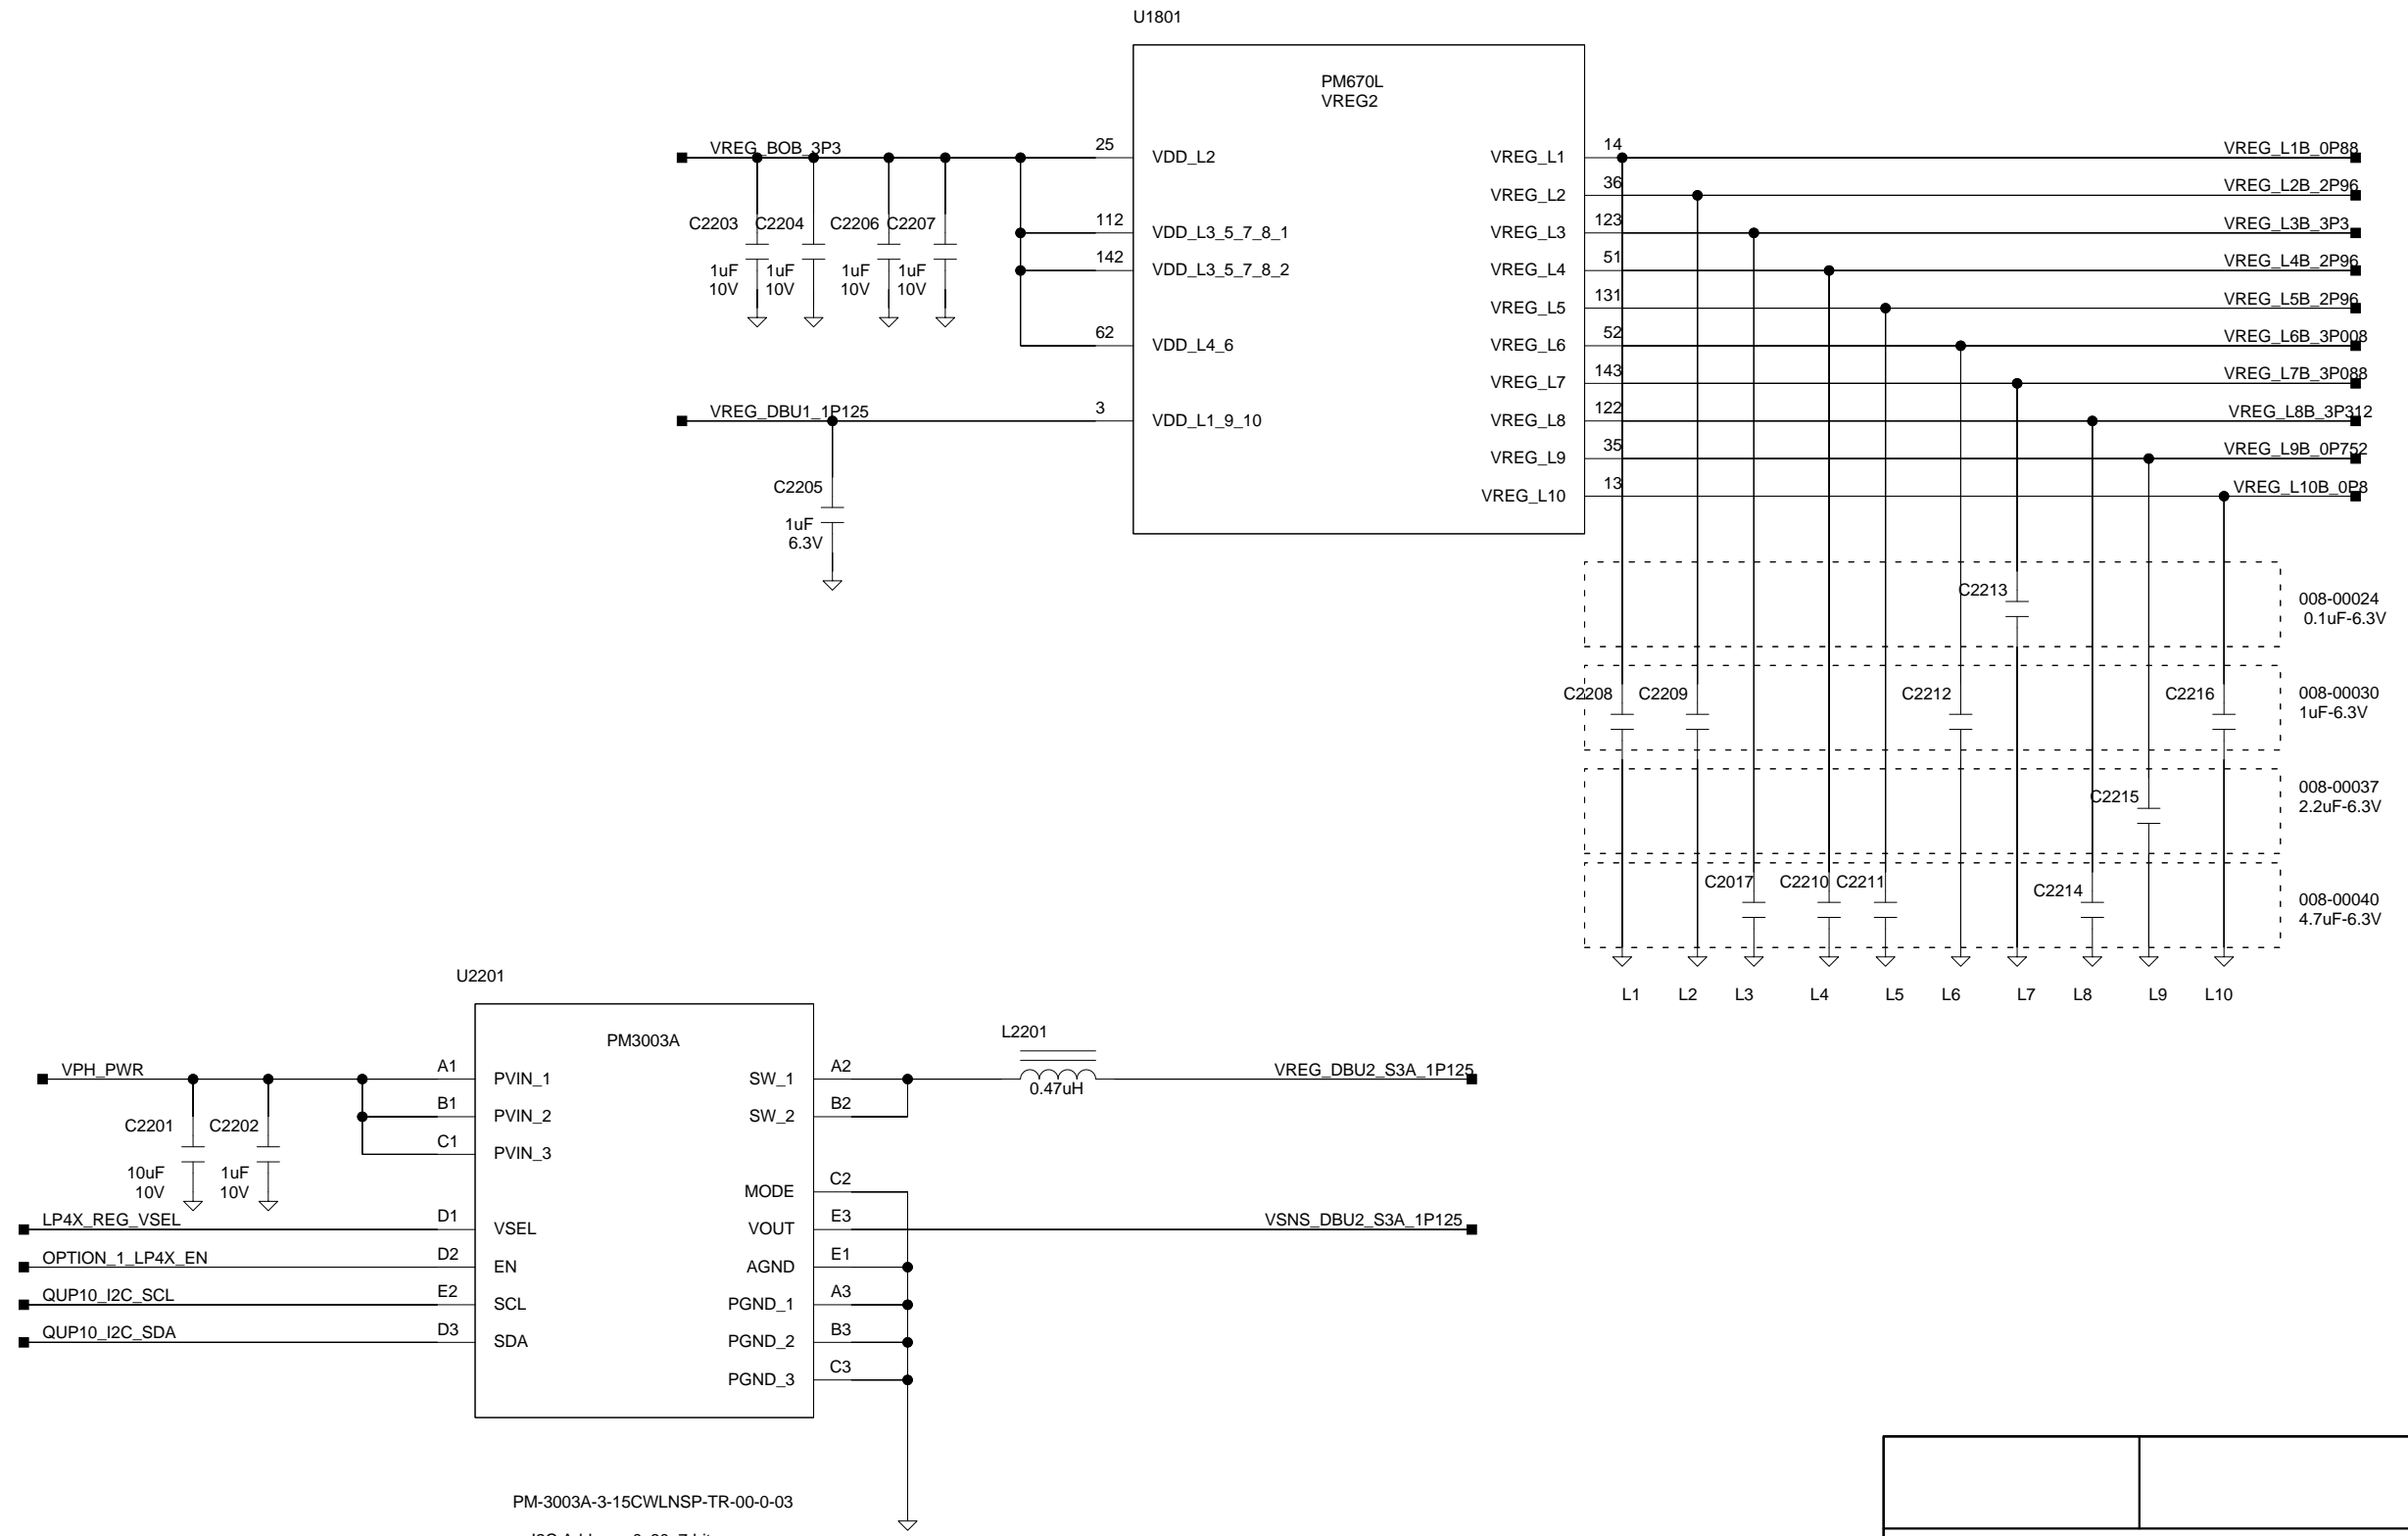 U1801
PM670L
VREG2
VREG_BOB_3P3
25
VDD_L2
VREG_L1
14
VREG_L1B_0P88
36
VREG_L2
VREG_L2B_2P96
C2203
C2204
C2206
C2207
112
VDD_L3_5_7_8_1
VREG_L3
123
VREG_L3B_3P3
142
VDD_L3_5_7_8_2
VREG_L4
51
VREG_L4B_2P96
1uF
1uF
1uF
1uF
10V
10V
10V
10V
VREG_L5
131
VREG_L5B_2P96
62
VDD_L4_6
VREG_L6
52
VREG_L6B_3P008
VREG_L7
143
VREG_L7B_3P088
VREG_DBU1_1P125
3
VDD_L1_9_10
VREG_L8
122
VREG_L8B_3P312
VREG_L9
35
VREG_L9B_0P752
VREG_L10
13
VREG_L10B_0P8
C2205
1uF
6.3V
C2213
008-00024
0.1uF-6.3V
C2208
C2209
C2212
C2216
008-00030
1uF-6.3V
C2215
008-00037
2.2uF-6.3V
C2017
C2210
C2211
C2214
008-00040
4.7uF-6.3V
L1
L2
L3
L4
L5
L6
L7
L8
L9
L10
U2201
PM3003A
L2201
0.47uH
VPH_PWR
A1
PVIN_1
SW_1
A2
VREG_DBU2_S3A_1P125
B1
PVIN_2
SW_2
B2
C2201
C2202
C1
PVIN_3
10uF
1uF
10V
10V
MODE
C2
LP4X_REG_VSEL
D1
VSEL
VOUT
E3
VSNS_DBU2_S3A_1P125
OPTION_1_LP4X_EN
D2
EN
AGND
E1
QUP10_I2C_SCL
E2
SCL
PGND_1
A3
QUP10_I2C_SDA
D3
SDA
PGND_2
B3
PGND_3
C3
PM-3003A-3-15CWLNSP-TR-00-0-03